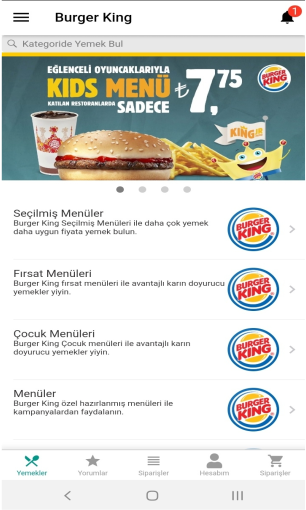 Burger King
1
Kategoride Yemek Bul
EĞLENCELİ OYUNCAKLARIYLA
KIDS MENÜ
KATILAN RESTORANLARDA SADECE
₺7,75
BURGER KING
KING JR
Seçilmiş Menüler
Burger King Seçilmiş Menüleri ile daha çok yemek
daha uygun fiyata yemek bulun.
BURGER KING
Fırsat Menüleri
Burger King fırsat menüleri ile avantajlı karın doyurucu
yemekler yiyin.
BURGER KING
Çocuk Menüleri
Burger King Çocuk menüleri ile avantajlı karın
doyurucu yemekler yiyin.
BURGER KING
Menüler
Burger King özel hazırlanmış menüleri ile
kampanyalardan faydalanın.
BURGER KING
Yemekler Yorumlar Siparişler Hesabım Siparişler